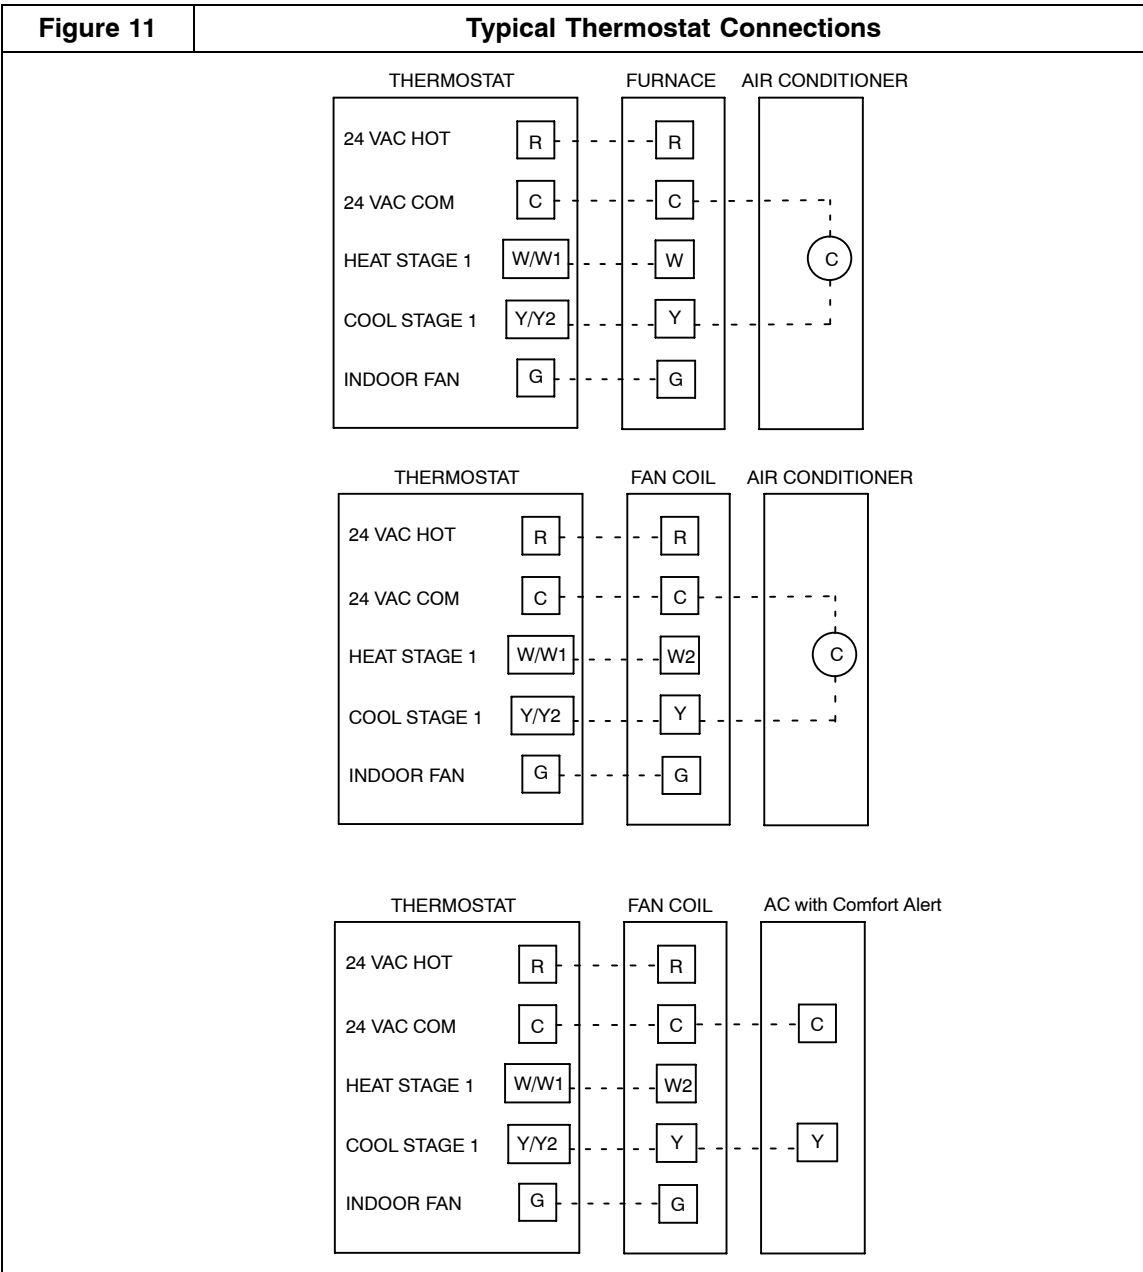 Figure 11 Typical Thermostat Connections
THERMOSTAT FURNACE AIR CONDITIONER
24 VAC HOT R R
24 VAC COM C C
HEAT STAGE 1 W/W1 W C
COOL STAGE 1 Y/Y2 Y
INDOOR FAN G G
THERMOSTAT FAN COIL AIR CONDITIONER
24 VAC HOT R R
24 VAC COM C C
HEAT STAGE 1 W/W1 W2 C
COOL STAGE 1 Y/Y2 Y
INDOOR FAN G G
THERMOSTAT FAN COIL AC with Comfort Alert
24 VAC HOT R R
24 VAC COM C C C
HEAT STAGE 1 W/W1 W2
COOL STAGE 1 Y/Y2 Y Y
INDOOR FAN G G